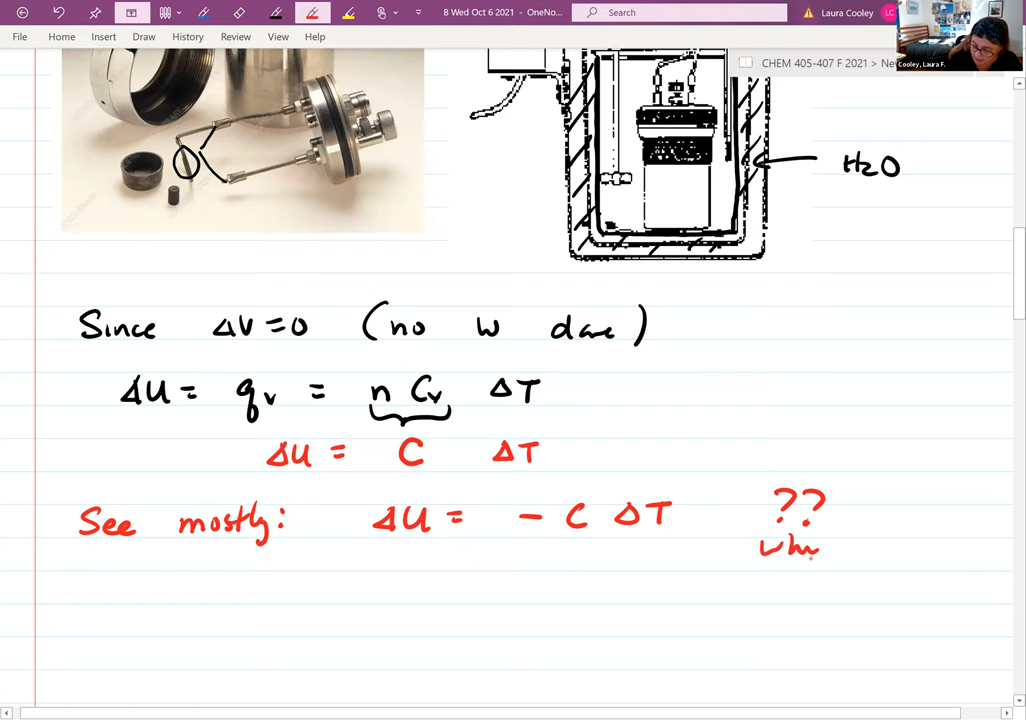 B Wed Oct 6 2021 - OneNo...
Search
Laura Cooley
LC
File Home Insert Draw History Review View Help
CHEM 405-407 F 2021 > Ne
Cooley, Laura F.
H2O
Since ΔV=0 (no w done)
ΔU = qv = n Cv ΔT
ΔU = C ΔT
See mostly: ΔU = - C ΔT ??
wh